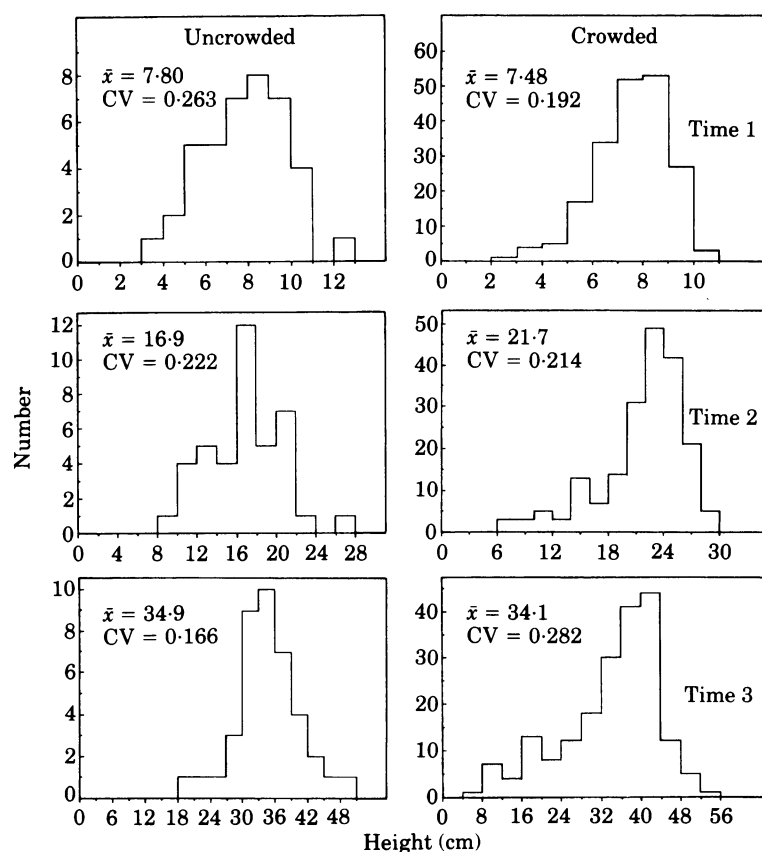 Uncrowded
x̄ = 7·80
CV = 0·263
8
6
4
2
0
0 2 4 6 8 10 12
Crowded
x̄ = 7·48
CV = 0·192
Time 1
60
50
40
30
20
10
0
0 2 4 6 8 10
x̄ = 16·9
CV = 0·222
12
10
8
6
4
2
0
0 4 8 12 16 20 24 28
x̄ = 21·7
CV = 0·214
Time 2
50
40
30
20
10
0
0 6 12 18 24 30
x̄ = 34·9
CV = 0·166
10
8
6
4
2
0
0 6 12 18 24 30 36 42 48
x̄ = 34·1
CV = 0·282
Time 3
40
30
20
10
0
0 8 16 24 32 40 48 56
Number
Height (cm)